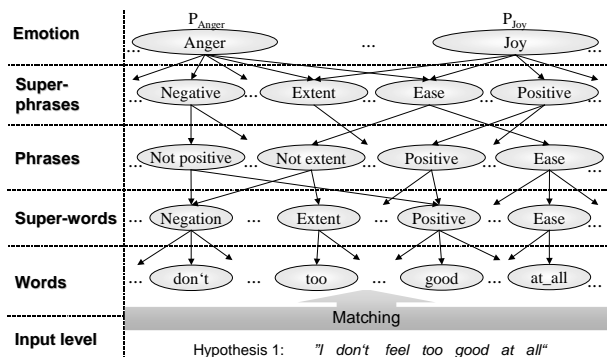 P_Anger P_Joy
Emotion ... Anger ... Joy ...
Super-phrases ... Negative ... Extent ... Ease ... Positive ...
Phrases ... Not positive ... Not extent ... Positive ... Ease ...
Super-words ... Negation ... Extent ... Positive ... Ease ...
Words ... don't ... too ... good ... at_all ...
Matching
Input level Hypothesis 1: "I don't feel too good at all"